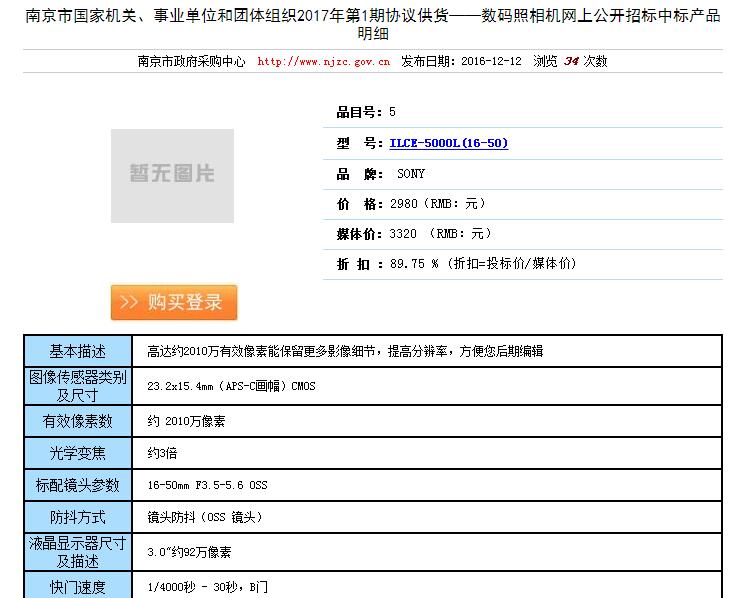 南京市国家机关、事业单位和团体组织2017年第1期协议供货——数码照相机网上公开招标中标产品
明细
南京市政府采购中心 http://www.njzc.gov.cn 发布日期：2016-12-12 浏览 34 次数
品目号：5
型 号：ILCE-5000L(16-50)
品 牌： SONY
价 格：2980（RMB：元）
媒体价：3320 （RMB：元）
折 扣 ：89.75 % (折扣=投标价/媒体价)
暂无图片
>> 购买登录
基本描述 高达约2010万有效像素能保留更多影像细节，提高分辨率，方便您后期编辑
图像传感器类别
及尺寸 23.2x15.4mm（APS-C画幅）CMOS
有效像素数 约 2010万像素
光学变焦 约3倍
标配镜头参数 16-50mm F3.5-5.6 OSS
防抖方式 镜头防抖（OSS 镜头）
液晶显示器尺寸
及描述 3.0″约92万像素
快门速度 1/4000秒 - 30秒，B门